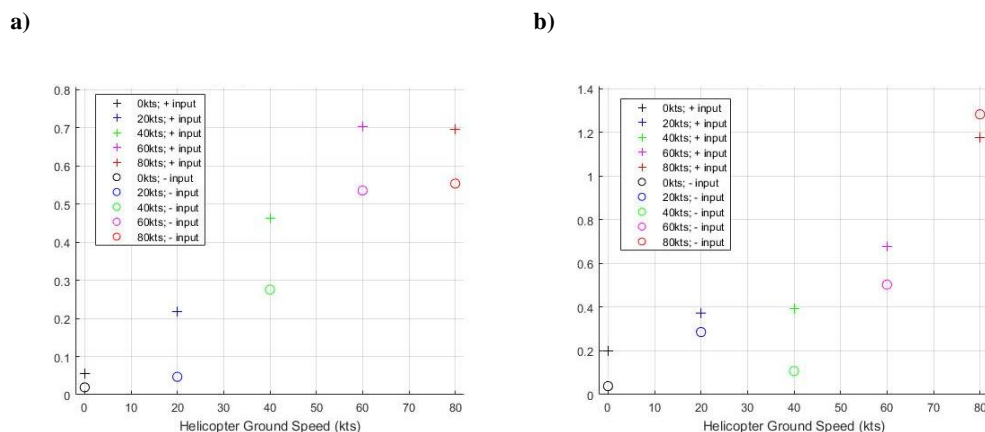 a)
b)
0.8
0.7
0.6
0.5
0.4
0.3
0.2
0.1
0
0kts; + input
20kts; + input
40kts; + input
60kts; + input
80kts; + input
0kts; - input
20kts; - input
40kts; - input
60kts; - input
80kts; - input
0 10 20 30 40 50 60 70 80
Helicopter Ground Speed (kts)
1.4
1.2
1
0.8
0.6
0.4
0.2
0
0kts; + input
20kts; + input
40kts; + input
60kts; + input
80kts; + input
0kts; - input
20kts; - input
40kts; - input
60kts; - input
80kts; - input
0 10 20 30 40 50 60 70 80
Helicopter Ground Speed (kts)